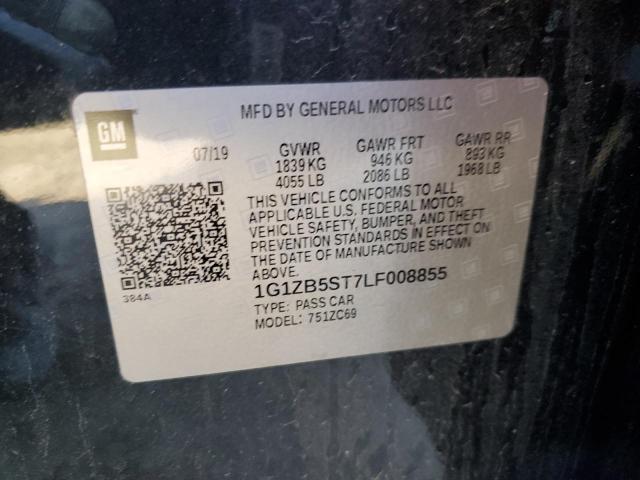 GM
MFD BY GENERAL MOTORS LLC
07/19 GVWR GAWR FRT GAWR RR
1839 KG 946 KG 893 KG
4055 LB 2086 LB 1968 LB
THIS VEHICLE CONFORMS TO ALL
APPLICABLE U.S. FEDERAL MOTOR
VEHICLE SAFETY, BUMPER, AND THEFT
PREVENTION STANDARDS IN EFFECT ON
THE DATE OF MANUFACTURE SHOWN
ABOVE.
384A
1G1ZB5ST7LF008855
TYPE: PASS CAR
MODEL: 751ZC69